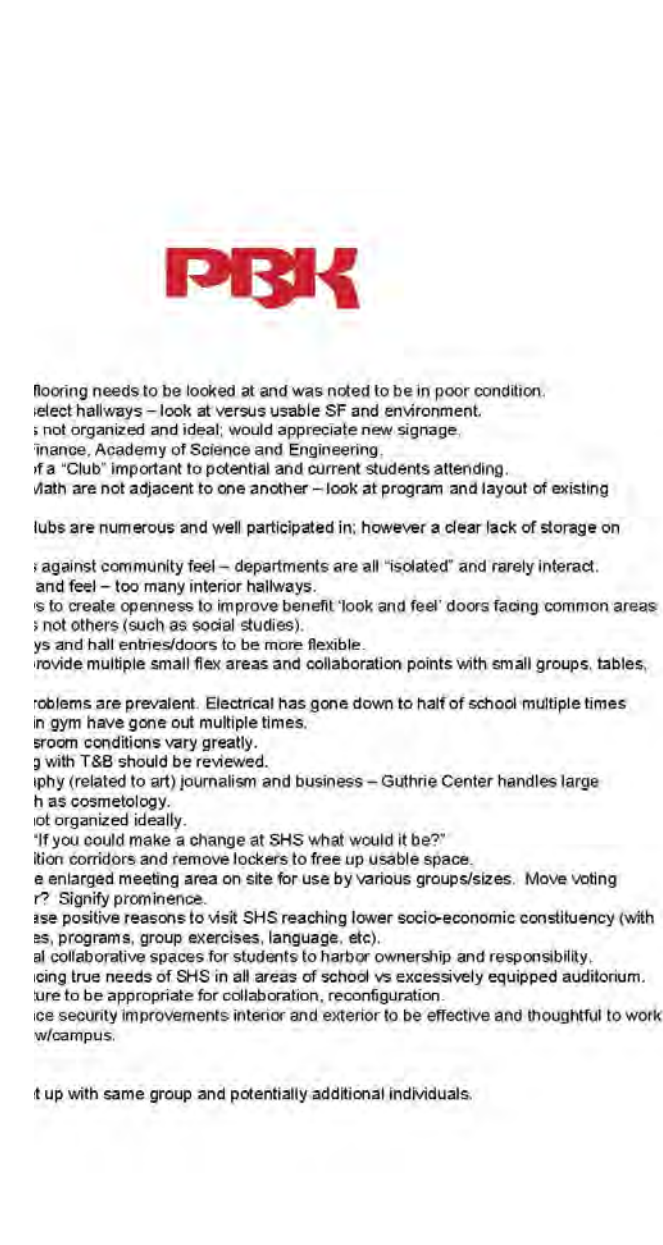 PBK
flooring needs to be looked at and was noted to be in poor condition.
select hallways – look at versus usable SF and environment.
s not organized and ideal; would appreciate new signage.
inance, Academy of Science and Engineering.
of a “Club” important to potential and current students attending.
Math are not adjacent to one another – look at program and layout of existing
lubs are numerous and well participated in; however a clear lack of storage on
s against community feel – departments are all “isolated” and rarely interact.
and feel – too many interior hallways.
s to create openness to improve benefit ‘look and feel’ doors facing common areas
s not others (such as social studies).
ys and hall entries/doors to be more flexible.
rovide multiple small flex areas and collaboration points with small groups, tables,
roblems are prevalent. Electrical has gone down to half of school multiple times
in gym have gone out multiple times.
sroom conditions vary greatly.
g with T&B should be reviewed.
phy (related to art) journalism and business – Guthrie Center handles large
h as cosmetology.
ot organized ideally.
“If you could make a change at SHS what would it be?”
ition corridors and remove lockers to free up usable space.
e enlarged meeting area on site for use by various groups/sizes. Move voting
r? Signify prominence.
ase positive reasons to visit SHS reaching lower socio-economic constituency (with
es, programs, group exercises, language, etc).
al collaborative spaces for students to harbor ownership and responsibility.
cing true needs of SHS in all areas of school vs excessively equipped auditorium.
ture to be appropriate for collaboration, reconfiguration.
ce security improvements interior and exterior to be effective and thoughtful to work
w/campus.
t up with same group and potentially additional individuals.